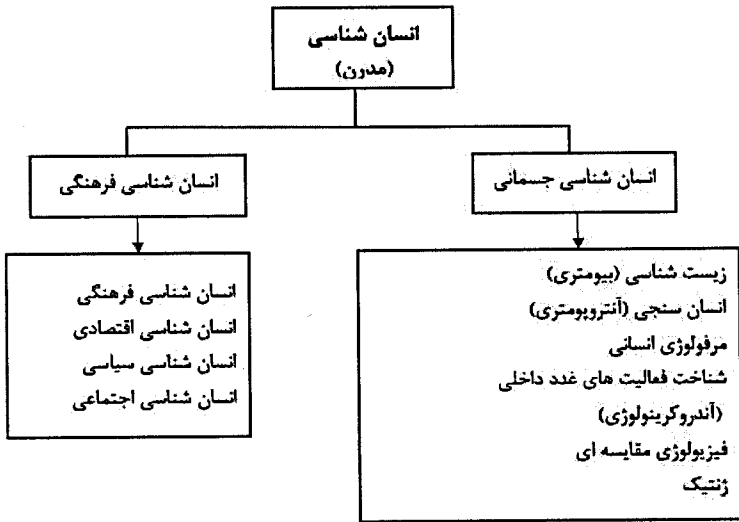 انسان شناسی
(مدرن)
انسان شناسی جسمانی
انسان شناسی فرهنگی
زیست شناسی (بیومتری)
انسان سنجی (آنتروپومتری)
مرفولوژی انسانی
شناخت فعالیت های غدد داخلی
(آندروکرینولوژی)
فیزیولوژی مقایسه ای
ژنتیک
انسان شناسی فرهنگی
انسان شناسی اقتصادی
انسان شناسی سیاسی
انسان شناسی اجتماعی